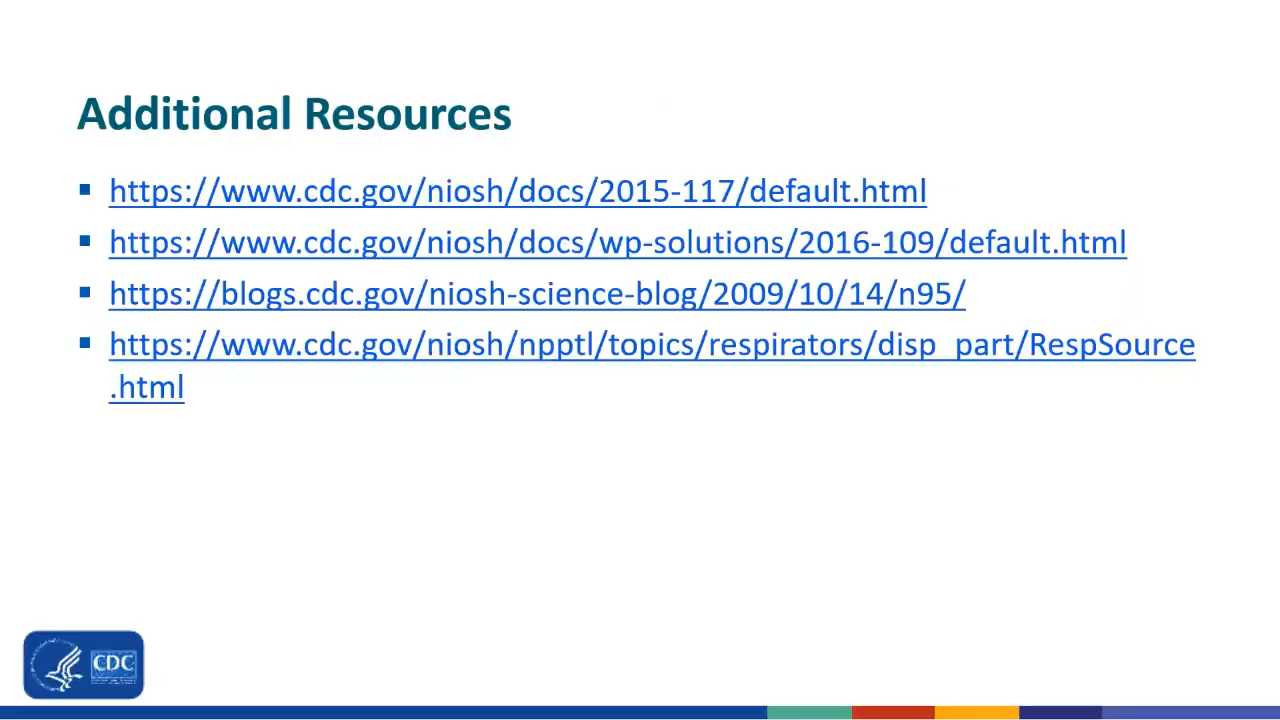 Additional Resources
▪ https://www.cdc.gov/niosh/docs/2015-117/default.html
▪ https://www.cdc.gov/niosh/docs/wp-solutions/2016-109/default.html
▪ https://blogs.cdc.gov/niosh-science-blog/2009/10/14/n95/
▪ https://www.cdc.gov/niosh/npptl/topics/respirators/disp_part/RespSource
.html
CDC